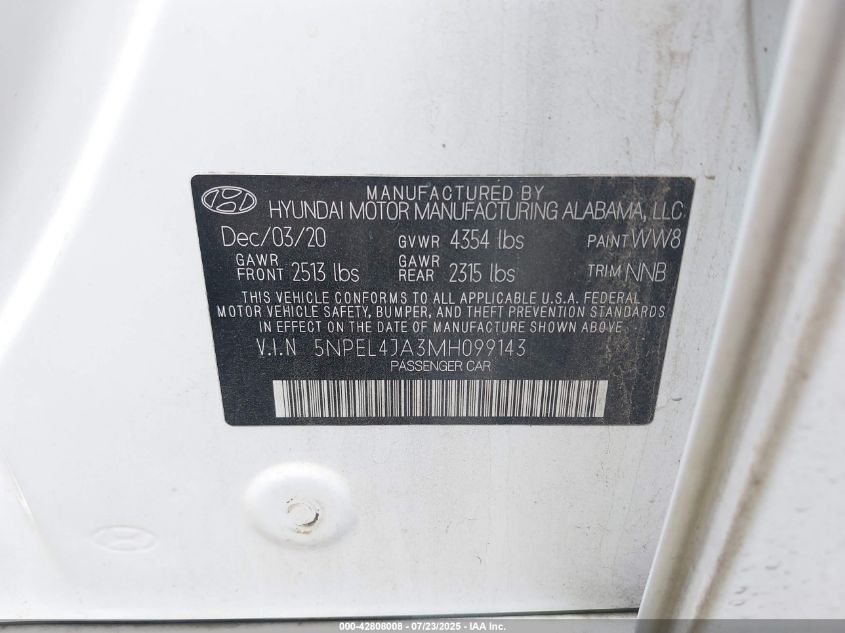 MANUFACTURED BY
HYUNDAI MOTOR MANUFACTURING ALABAMA, LLC
Dec/03/20 GVWR 4354 lbs PAINT WW8
GAWR FRONT 2513 lbs GAWR REAR 2315 lbs TRIM NNB
THIS VEHICLE CONFORMS TO ALL APPLICABLE U.S.A. FEDERAL
MOTOR VEHICLE SAFETY, BUMPER, AND THEFT PREVENTION STANDARDS
IN EFFECT ON THE DATE OF MANUFACTURE SHOWN ABOVE
V.I.N 5NPEL4JA3MH099143
PASSENGER CAR
000-42808008 - 07/23/2025 - IAA Inc.